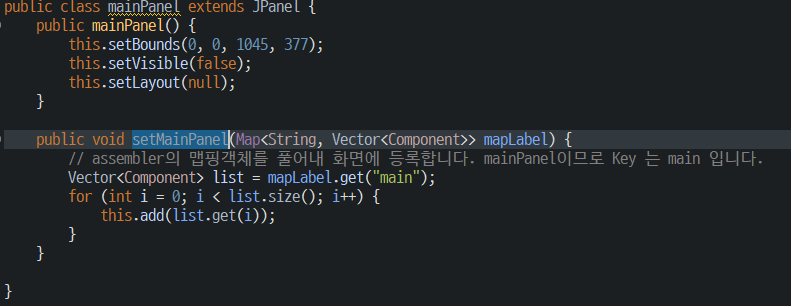 public class mainPanel extends JPanel {
    public mainPanel() {
        this.setBounds(0, 0, 1045, 377);
        this.setVisible(false);
        this.setLayout(null);
    }

    public void setMainPanel(Map<String, Vector<Component>> mapLabel) {
        // assembler의 맵핑객체를 풀어내 화면에 등록합니다. mainPanel이므로 Key 는 main 입니다.
        Vector<Component> list = mapLabel.get("main");
        for (int i = 0; i < list.size(); i++) {
            this.add(list.get(i));
        }
    }

}